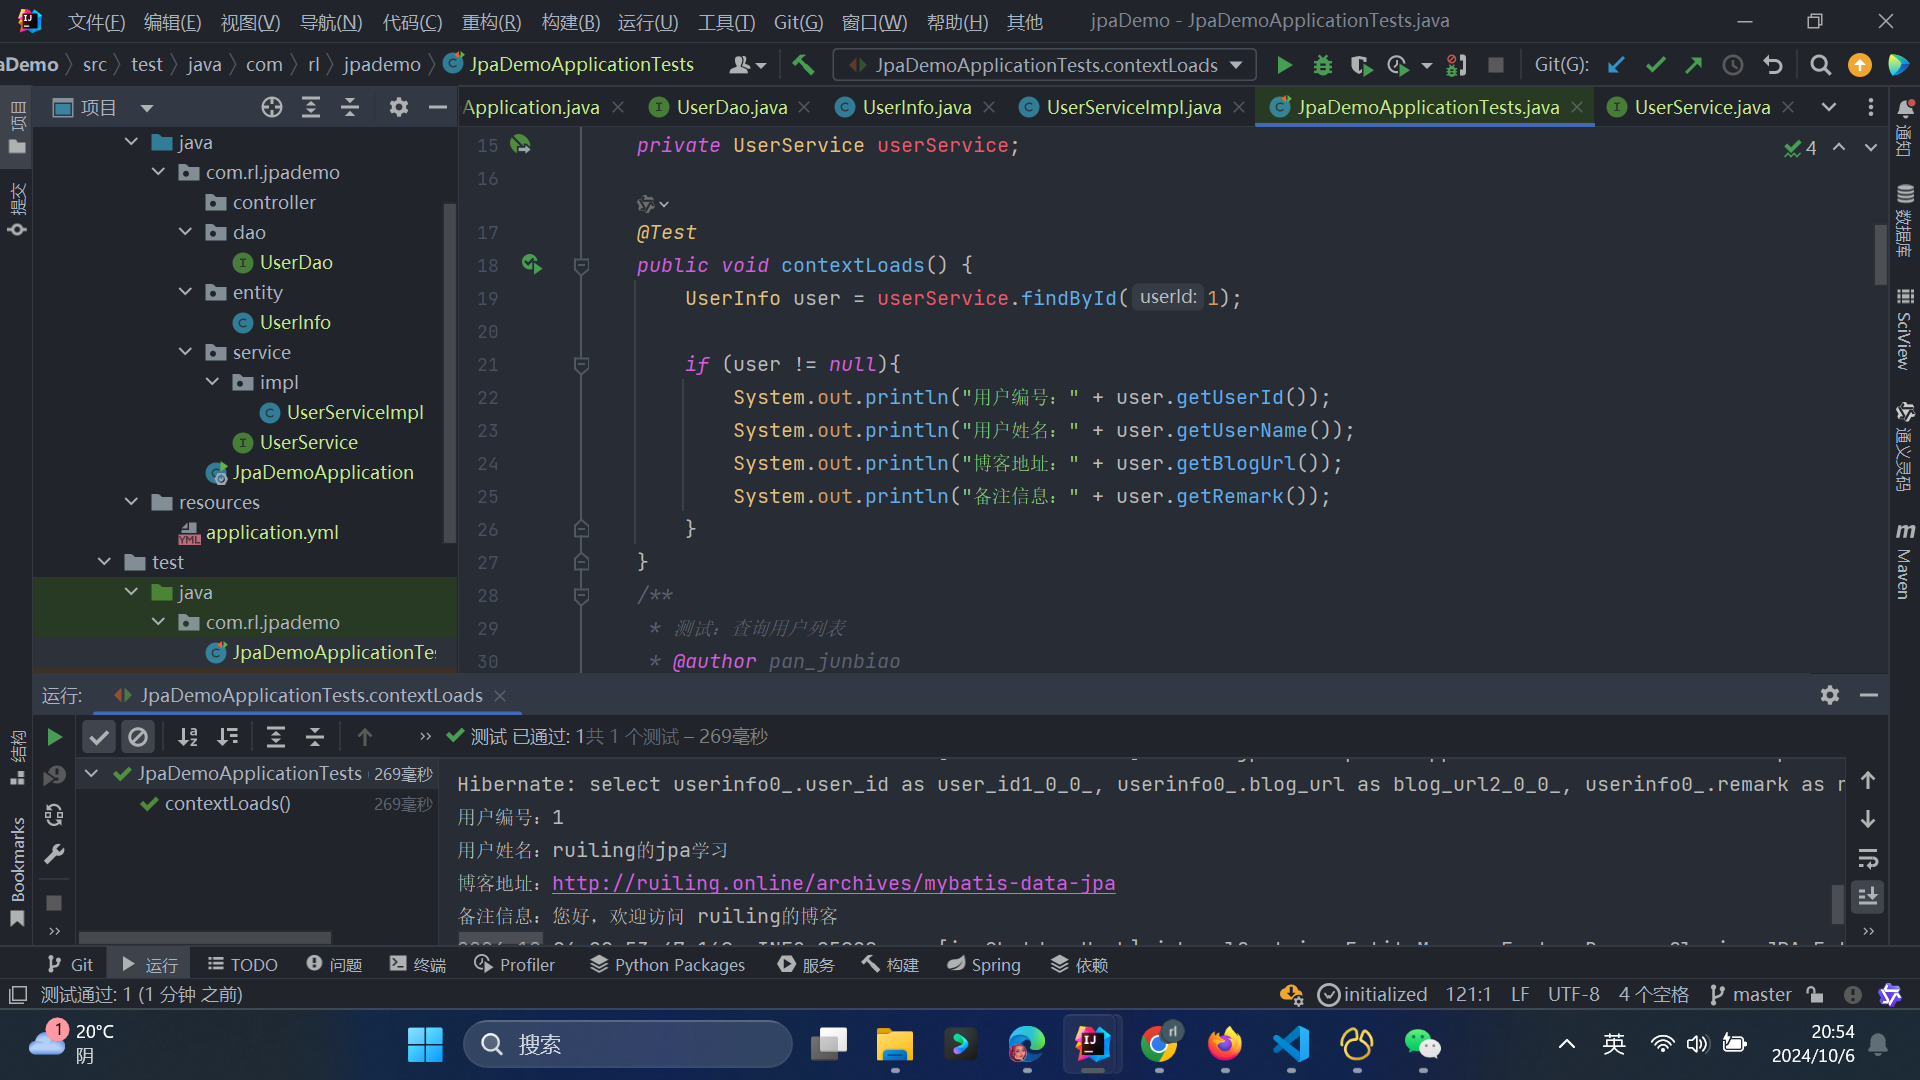 文件(F) 编辑(E) 视图(V) 导航(N) 代码(C) 重构(R) 构建(B) 运行(U) 工具(T) Git(G) 窗口(W) 帮助(H) 其他 jpaDemo - JpaDemoApplicationTests.java
aDemo src test java com rl jpademo JpaDemoApplicationTests JpaDemoApplicationTests.contextLoads Git(G):
项目 Application.java UserDao.java UserInfo.java UserServiceImpl.java JpaDemoApplicationTests.java UserService.java
项目
提交
结构
Bookmarks
java
com.rl.jpademo
controller
dao
UserDao
entity
UserInfo
service
impl
UserServiceImpl
UserService
JpaDemoApplication
resources
application.yml
test
java
com.rl.jpademo
JpaDemoApplicationTe
15 private UserService userService;
4
16
17 @Test
18 public void contextLoads() {
19 UserInfo user = userService.findById( userId: 1);
20
21 if (user != null){
22 System.out.println("用户编号：" + user.getUserId());
23 System.out.println("用户姓名：" + user.getUserName());
24 System.out.println("博客地址：" + user.getBlogUrl());
25 System.out.println("备注信息：" + user.getRemark());
26 }
27 }
28 /**
29 * 测试：查询用户列表
30 * @author pan_junbiao
通知
数据库
SciView
通义灵码
Maven
运行: JpaDemoApplicationTests.contextLoads
测试 已通过: 1共 1 个测试 – 269毫秒
JpaDemoApplicationTests 269毫秒
contextLoads() 269毫秒
Hibernate: select userinfo0_.user_id as user_id1_0_0_, userinfo0_.blog_url as blog_url2_0_0_, userinfo0_.remark as r
用户编号：1
用户姓名：ruiling的jpa学习
博客地址：http://ruiling.online/archives/mybatis-data-jpa
备注信息：您好，欢迎访问 ruiling的博客
Git 运行 TODO 问题 终端 Profiler Python Packages 服务 构建 Spring 依赖
测试通过: 1 (1 分钟 之前) initialized 121:1 LF UTF-8 4 个空格 master
1 20°C
阴
搜索
rl
英
20:54
2024/10/6